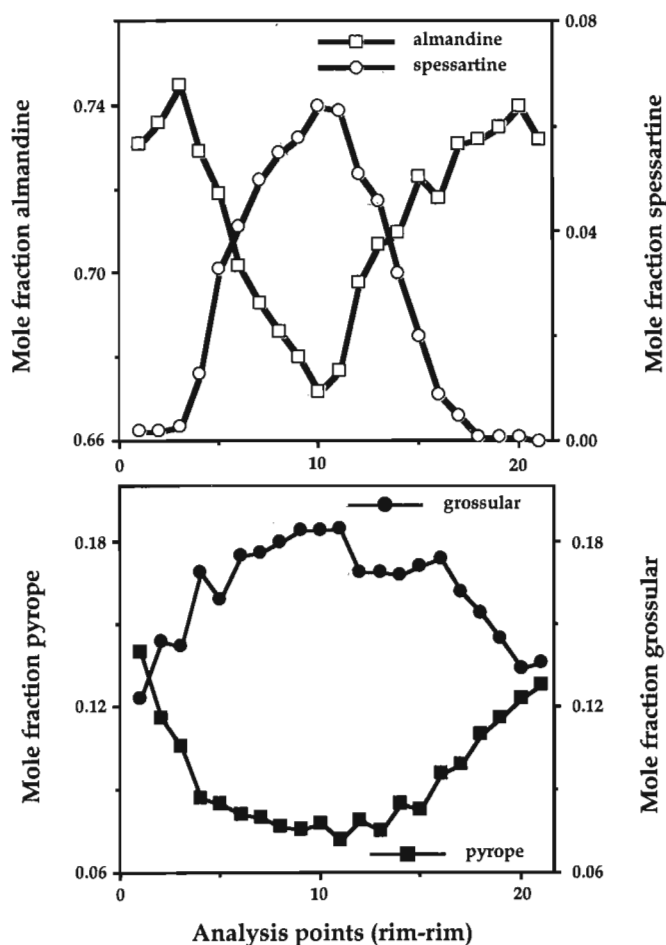 almandine
spessartine
Mole fraction almandine
0.74
0.70
0.66
0.08
0.04
0.00
Mole fraction spessartine
0 10 20
grossular
pyrope
Mole fraction pyrope
0.18
0.12
0.06
0.18
0.12
0.06
Mole fraction grossular
0 10 20
Analysis points (rim-rim)